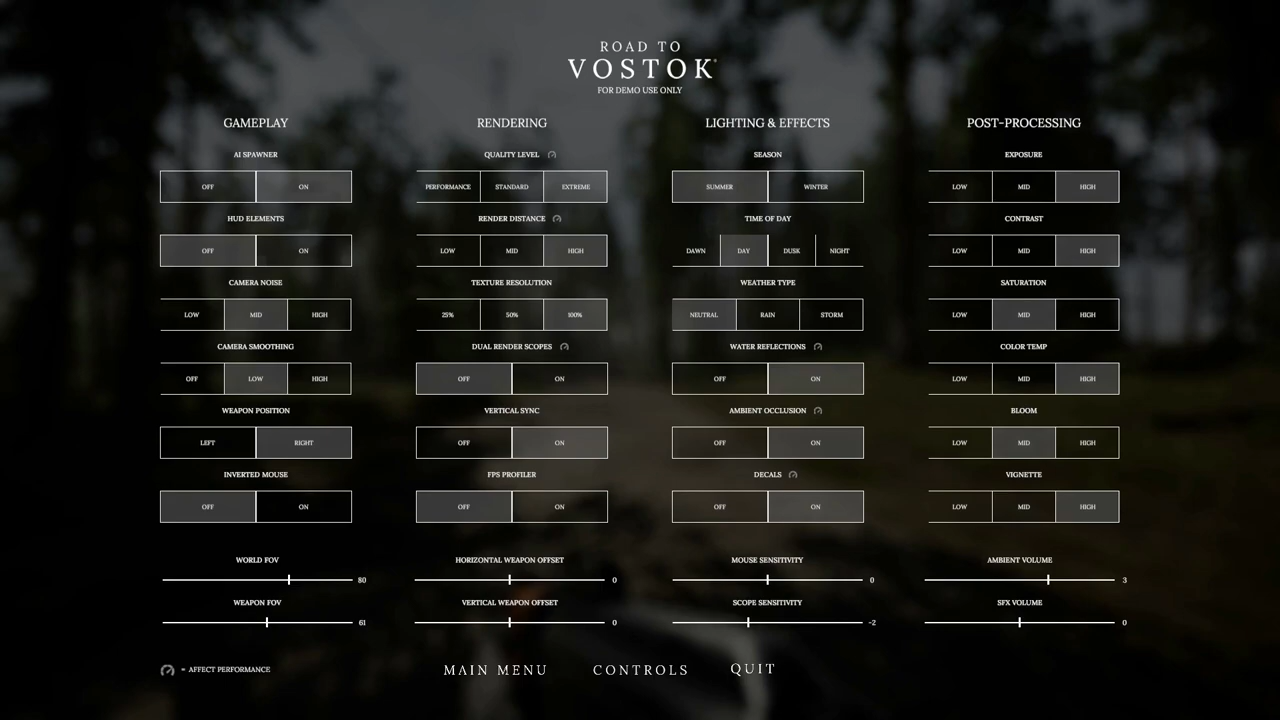 ROAD TO
VOSTOK
FOR DEMO USE ONLY
GAMEPLAY
AI SPAWNER
OFF ON
HUD ELEMENTS
OFF ON
CAMERA NOISE
LOW MID HIGH
CAMERA SMOOTHING
OFF LOW HIGH
WEAPON POSITION
LEFT RIGHT
INVERTED MOUSE
OFF ON
WORLD FOV
80
WEAPON FOV
61
RENDERING
QUALITY LEVEL
PERFORMANCE STANDARD EXTREME
RENDER DISTANCE
LOW MID HIGH
TEXTURE RESOLUTION
25% 50% 100%
DUAL RENDER SCOPES
OFF ON
VERTICAL SYNC
OFF ON
FPS PROFILER
OFF ON
HORIZONTAL WEAPON OFFSET
0
VERTICAL WEAPON OFFSET
0
LIGHTING & EFFECTS
SEASON
SUMMER WINTER
TIME OF DAY
DAWN DAY DUSK NIGHT
WEATHER TYPE
NEUTRAL RAIN STORM
WATER REFLECTIONS
OFF ON
AMBIENT OCCLUSION
OFF ON
DECALS
OFF ON
MOUSE SENSITIVITY
0
SCOPE SENSITIVITY
-2
POST-PROCESSING
EXPOSURE
LOW MID HIGH
CONTRAST
LOW MID HIGH
SATURATION
LOW MID HIGH
COLOR TEMP
LOW MID HIGH
BLOOM
LOW MID HIGH
VIGNETTE
LOW MID HIGH
AMBIENT VOLUME
3
SFX VOLUME
0
= AFFECT PERFORMANCE
MAIN MENU CONTROLS QUIT